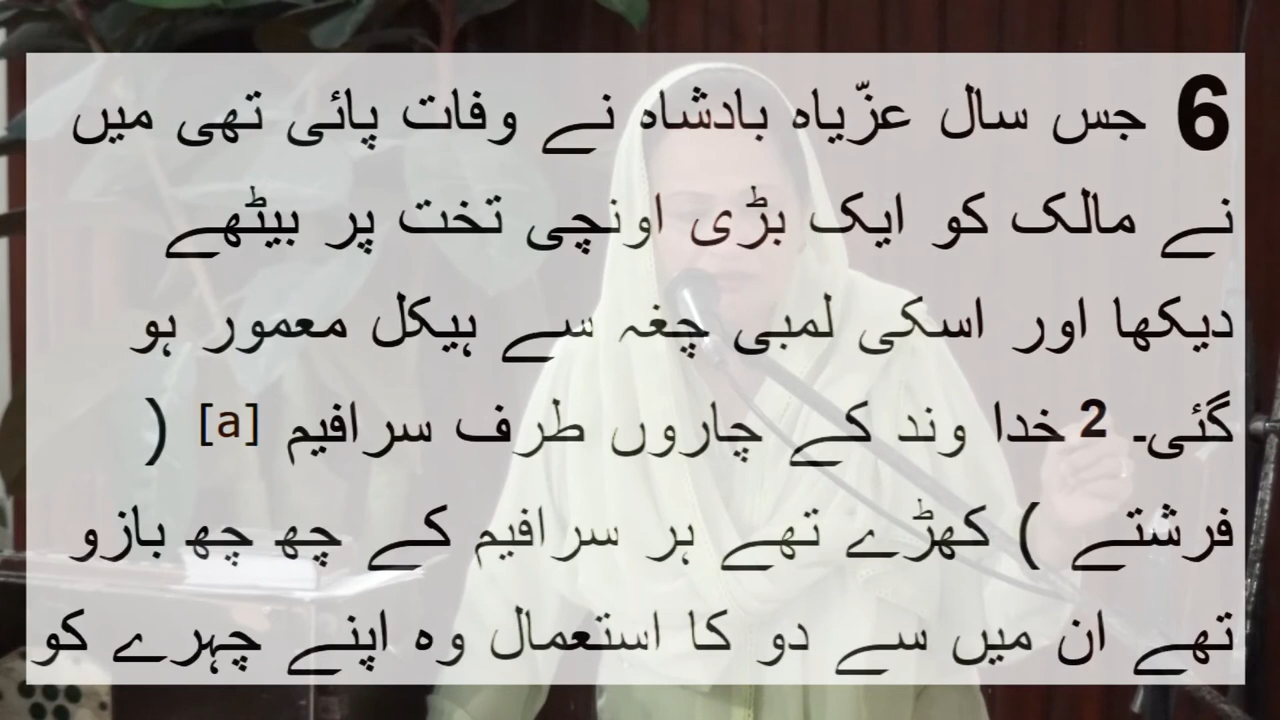 6 جس سال عزّیاہ بادشاہ نے وفات پائی تھی میں
نے مالک کو ایک بڑی اونچی تخت پر بیٹھے
دیکھا اور اسکی لمبی چغہ سے ہیکل معمور ہو
گئی۔ 2 خدا وند کے چاروں طرف سرافیم [a] (
فرشتے ) کھڑے تھے ہر سرافیم کے چھ چھ بازو
تھے ان میں سے دو کا استعمال وہ اپنے چہرے کو